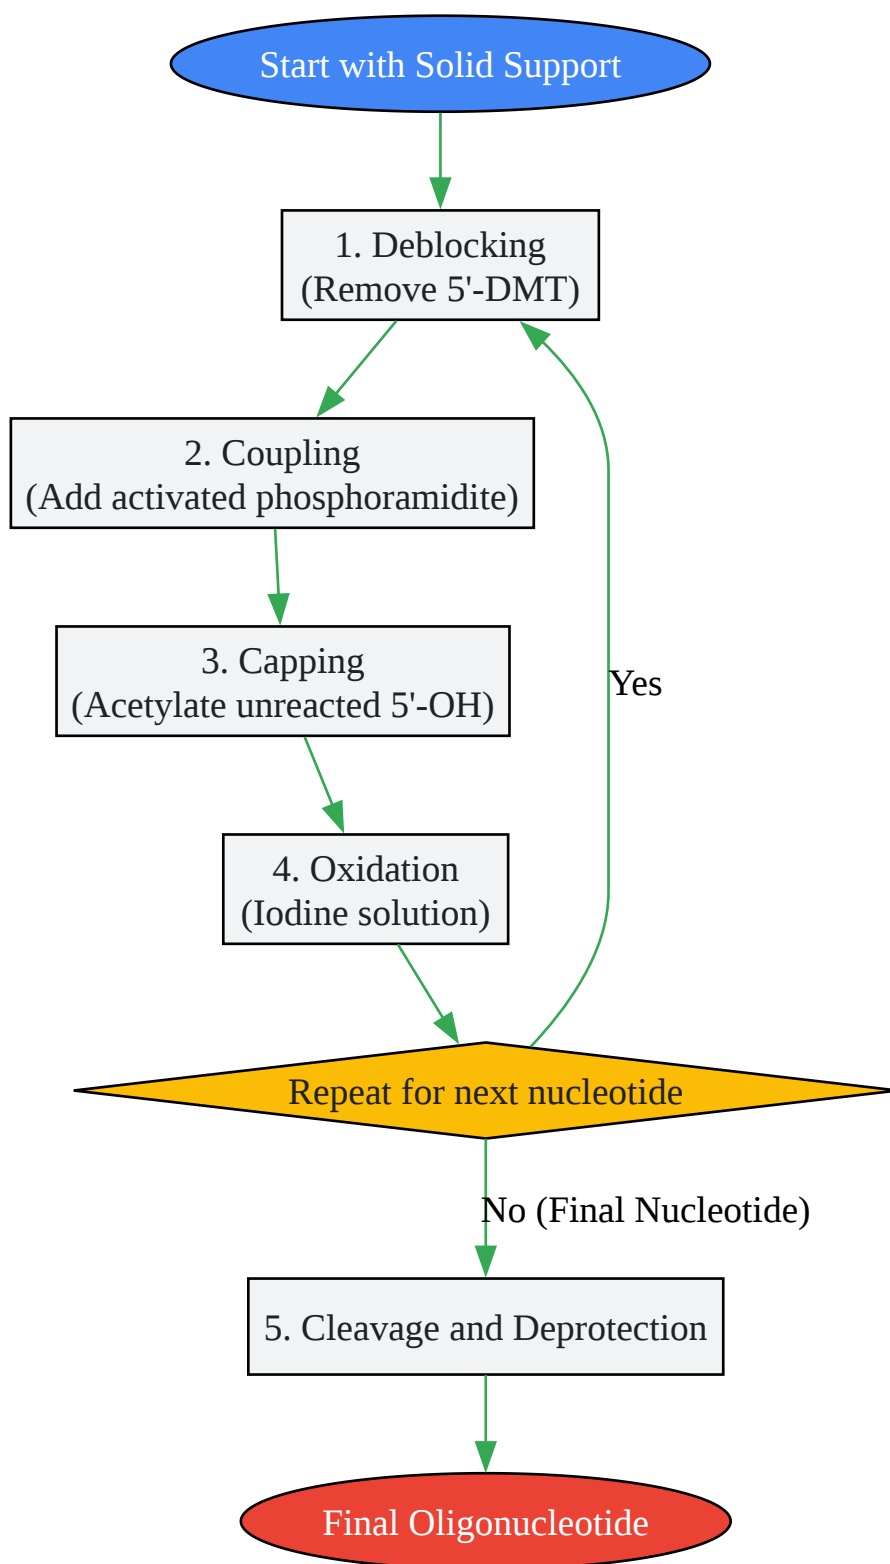 Start with Solid Support
1. Deblocking
(Remove 5'-DMT)
2. Coupling
(Add activated phosphoramidite)
3. Capping
(Acetylate unreacted 5'-OH)
Yes
4. Oxidation
(Iodine solution)
Repeat for next nucleotide
No (Final Nucleotide)
5. Cleavage and Deprotection
Final Oligonucleotide